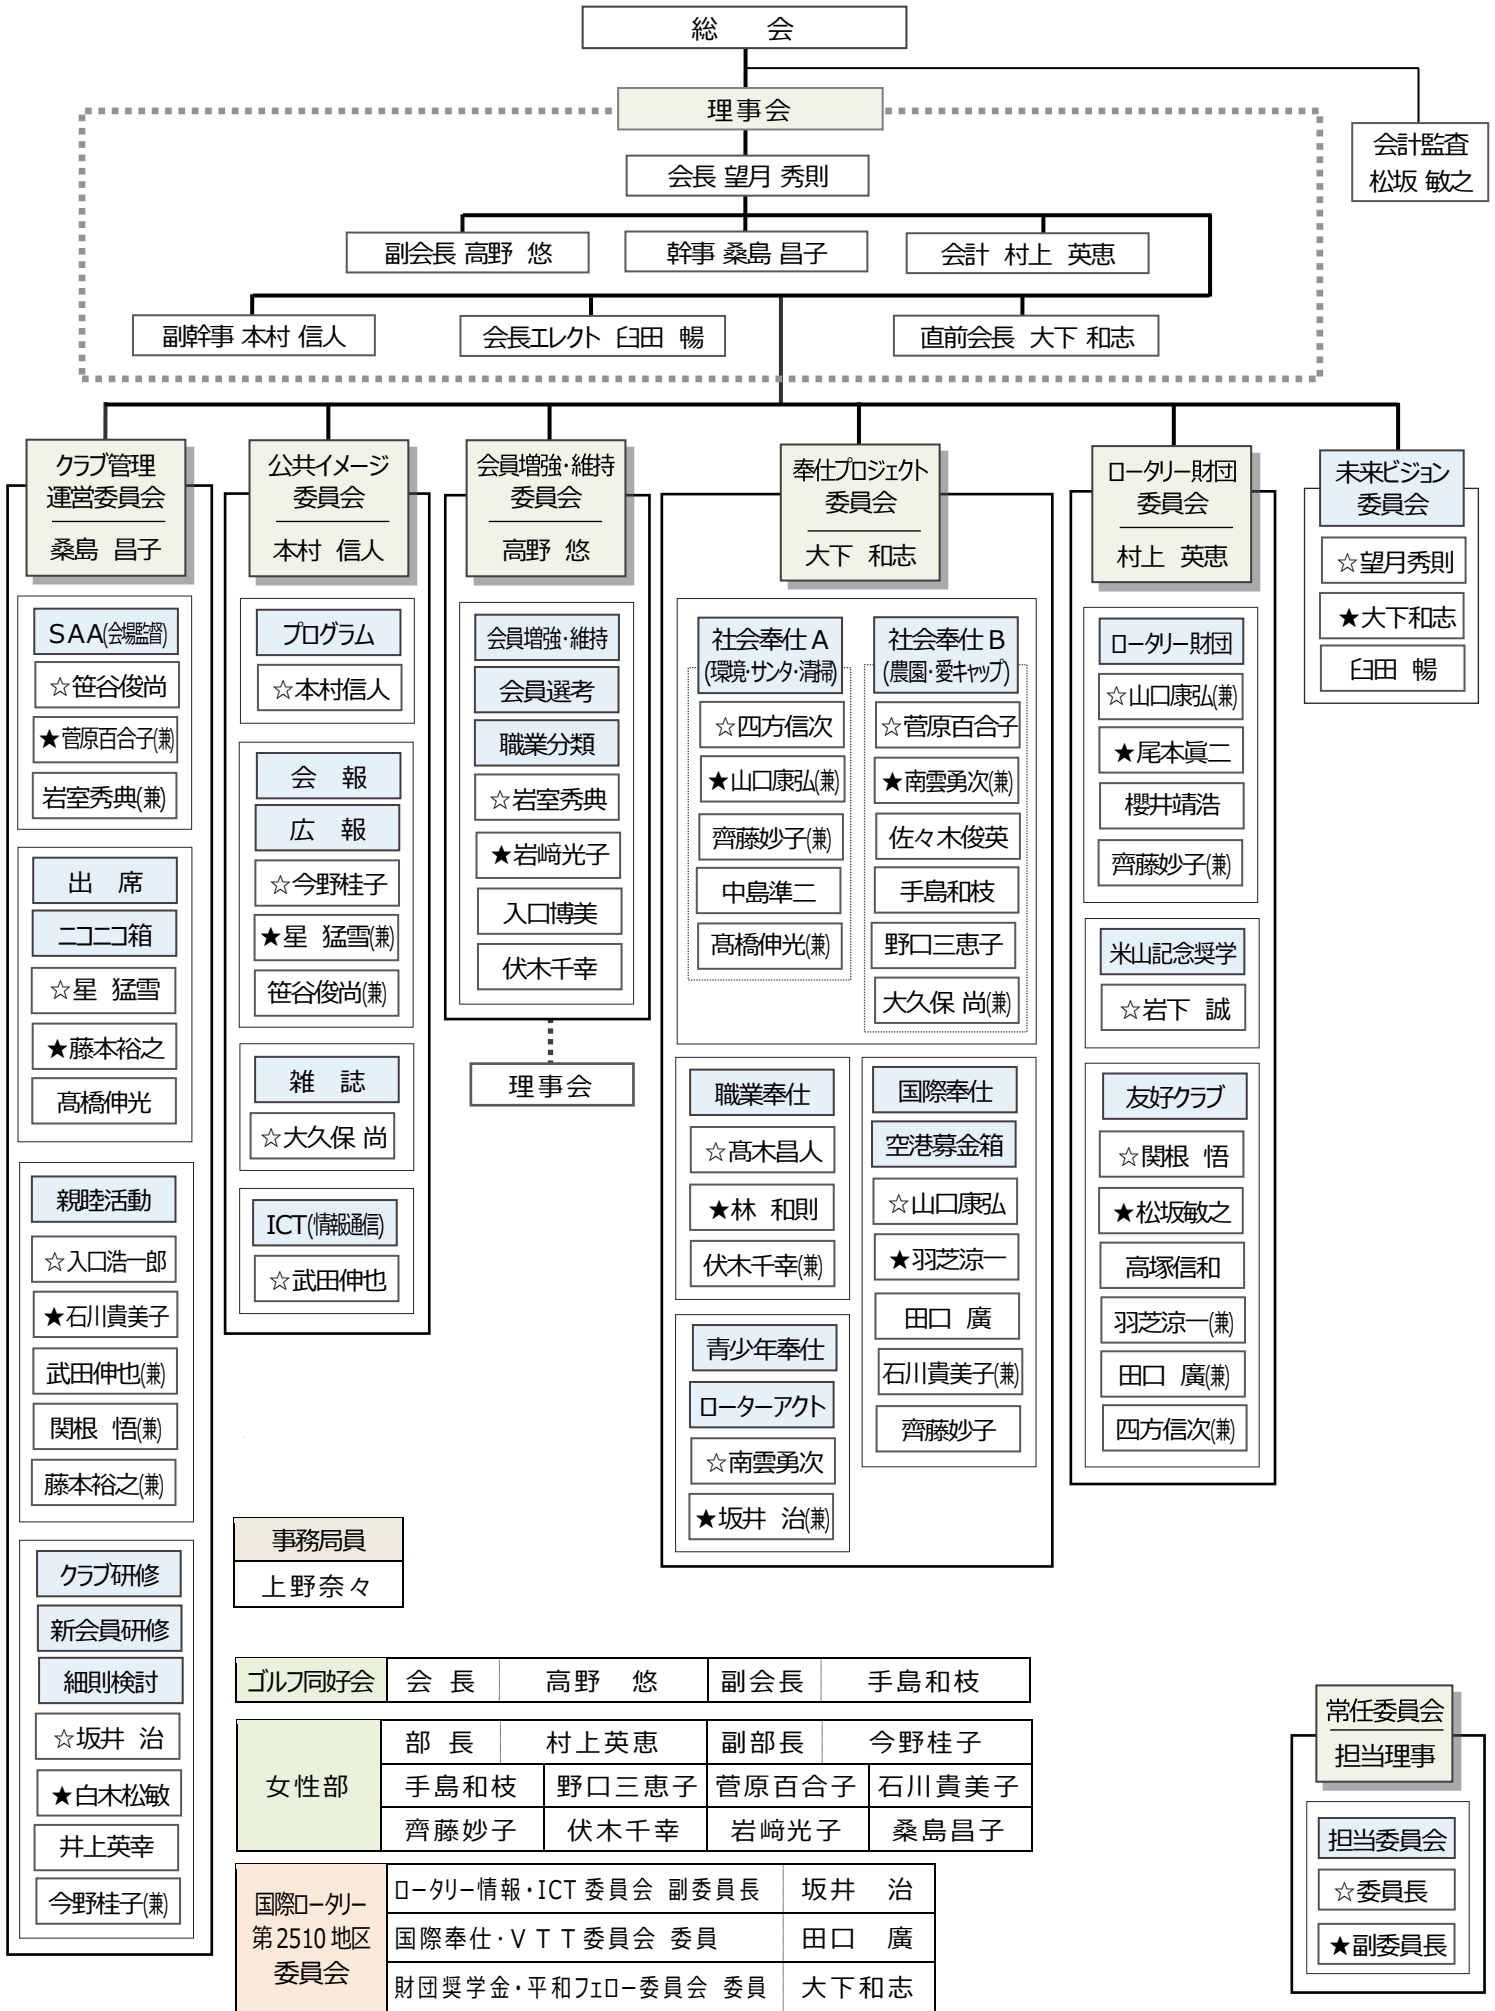 総　会
理事会
会計監査
松坂 敏之
会長 望月 秀則
副会長 高野 悠
幹事 桑島 昌子
会計 村上 英恵
副幹事 本村 信人
会長エレクト 臼田 暢
直前会長 大下 和志
クラブ管理
運営委員会
桑島 昌子
SAA(会場監督)
☆笹谷俊尚
★菅原百合子(兼)
岩室秀典(兼)
出　席
ニコニコ箱
☆星 猛雪
★藤本裕之
髙橋伸光
親睦活動
☆入口浩一郎
★石川貴美子
武田伸也(兼)
関根 悟(兼)
藤本裕之(兼)
クラブ研修
新会員研修
細則検討
☆坂井 治
★白木松敏
井上英幸
今野桂子(兼)
公共イメージ
委員会
本村 信人
プログラム
☆本村信人
会　報
広　報
☆今野桂子
★星 猛雪(兼)
笹谷俊尚(兼)
雑　誌
☆大久保 尚
ICT(情報通信)
☆武田伸也
会員増強・維持
委員会
高野 悠
会員増強・維持
会員選考
職業分類
☆岩室秀典
★岩﨑光子
入口博美
伏木千幸
理事会
奉仕プロジェクト
委員会
大下 和志
社会奉仕A
(環境・サンタ・清掃)
☆四方信次
★山口康弘(兼)
齊藤妙子(兼)
中島準二
髙橋伸光(兼)
社会奉仕B
(農園・愛キャップ)
☆菅原百合子
★南雲勇次(兼)
佐々木俊英
手島和枝
野口三恵子
大久保 尚(兼)
職業奉仕
☆髙木昌人
★林 和則
伏木千幸(兼)
青少年奉仕
ローターアクト
☆南雲勇次
★坂井 治(兼)
国際奉仕
空港募金箱
☆山口康弘
★羽芝涼一
田口 廣
石川貴美子(兼)
齊藤妙子
ロータリー財団
委員会
村上 英恵
ロータリー財団
☆山口康弘(兼)
★尾本眞二
櫻井靖浩
齊藤妙子(兼)
米山記念奨学
☆岩下 誠
友好クラブ
☆関根 悟
★松坂敏之
高塚信和
羽芝涼一(兼)
田口 廣(兼)
四方信次(兼)
未来ビジョン
委員会
☆望月秀則
★大下和志
臼田 暢
事務局員
上野奈々
ゴルフ同好会 会 長 高野　悠 副会長 手島和枝
女性部
部 長 村上英恵 副部長 今野桂子
手島和枝 野口三恵子 菅原百合子 石川貴美子
齊藤妙子 伏木千幸 岩﨑光子 桑島昌子
国際ロータリー
第2510地区
委員会
ロータリー情報・ICT委員会 副委員長 坂井　治
国際奉仕・VTT委員会 委員 田口　廣
財団奨学金・平和フェロー委員会 委員 大下和志
常任委員会
担当理事
担当委員会
☆委員長
★副委員長